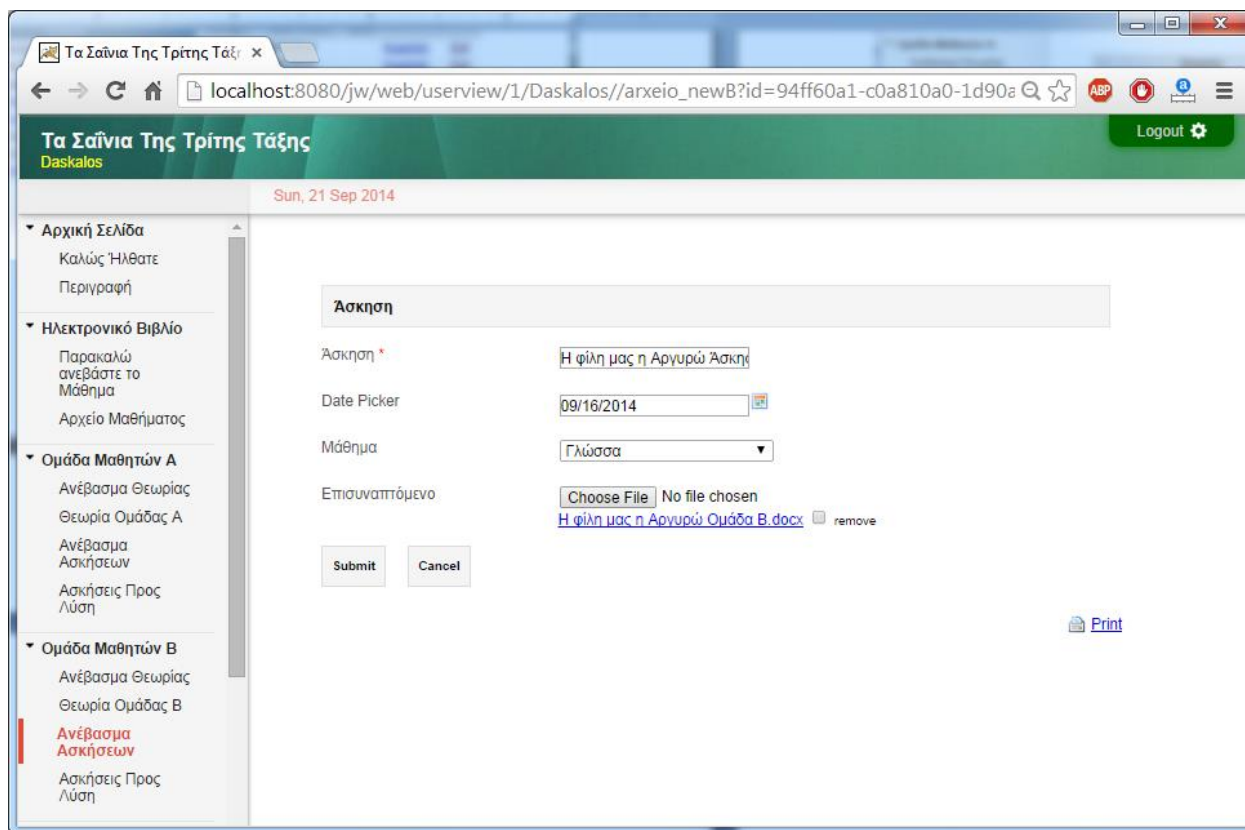 Τα Σαΐνια Της Τρίτης Τάξη
localhost:8080/jw/web/userview/1/Daskalos//arxeio_newB?id=94ff60a1-c0a810a0-1d90a
ABP
Τα Σαΐνια Της Τρίτης Τάξης
Daskalos
Logout
Sun, 21 Sep 2014
Αρχική Σελίδα
Καλώς Ήλθατε
Περιγραφή
Ηλεκτρονικό Βιβλίο
Παρακαλώ
ανεβάστε το
Μάθημα
Αρχείο Μαθήματος
Ομάδα Μαθητών Α
Ανέβασμα Θεωρίας
Θεωρία Ομάδας Α
Ανέβασμα
Ασκήσεων
Ασκήσεις Προς
Λύση
Ομάδα Μαθητών Β
Ανέβασμα Θεωρίας
Θεωρία Ομάδας Β
Ανέβασμα
Ασκήσεων
Ασκήσεις Προς
Λύση
Άσκηση
Άσκηση * Η φίλη μας η Αργυρώ Άσκησ
Date Picker 09/16/2014
Μάθημα Γλώσσα
Επισυναπτόμενο Choose File No file chosen
Η φίλη μας η Αργυρώ Ομάδα Β.docx remove
Submit Cancel
Print